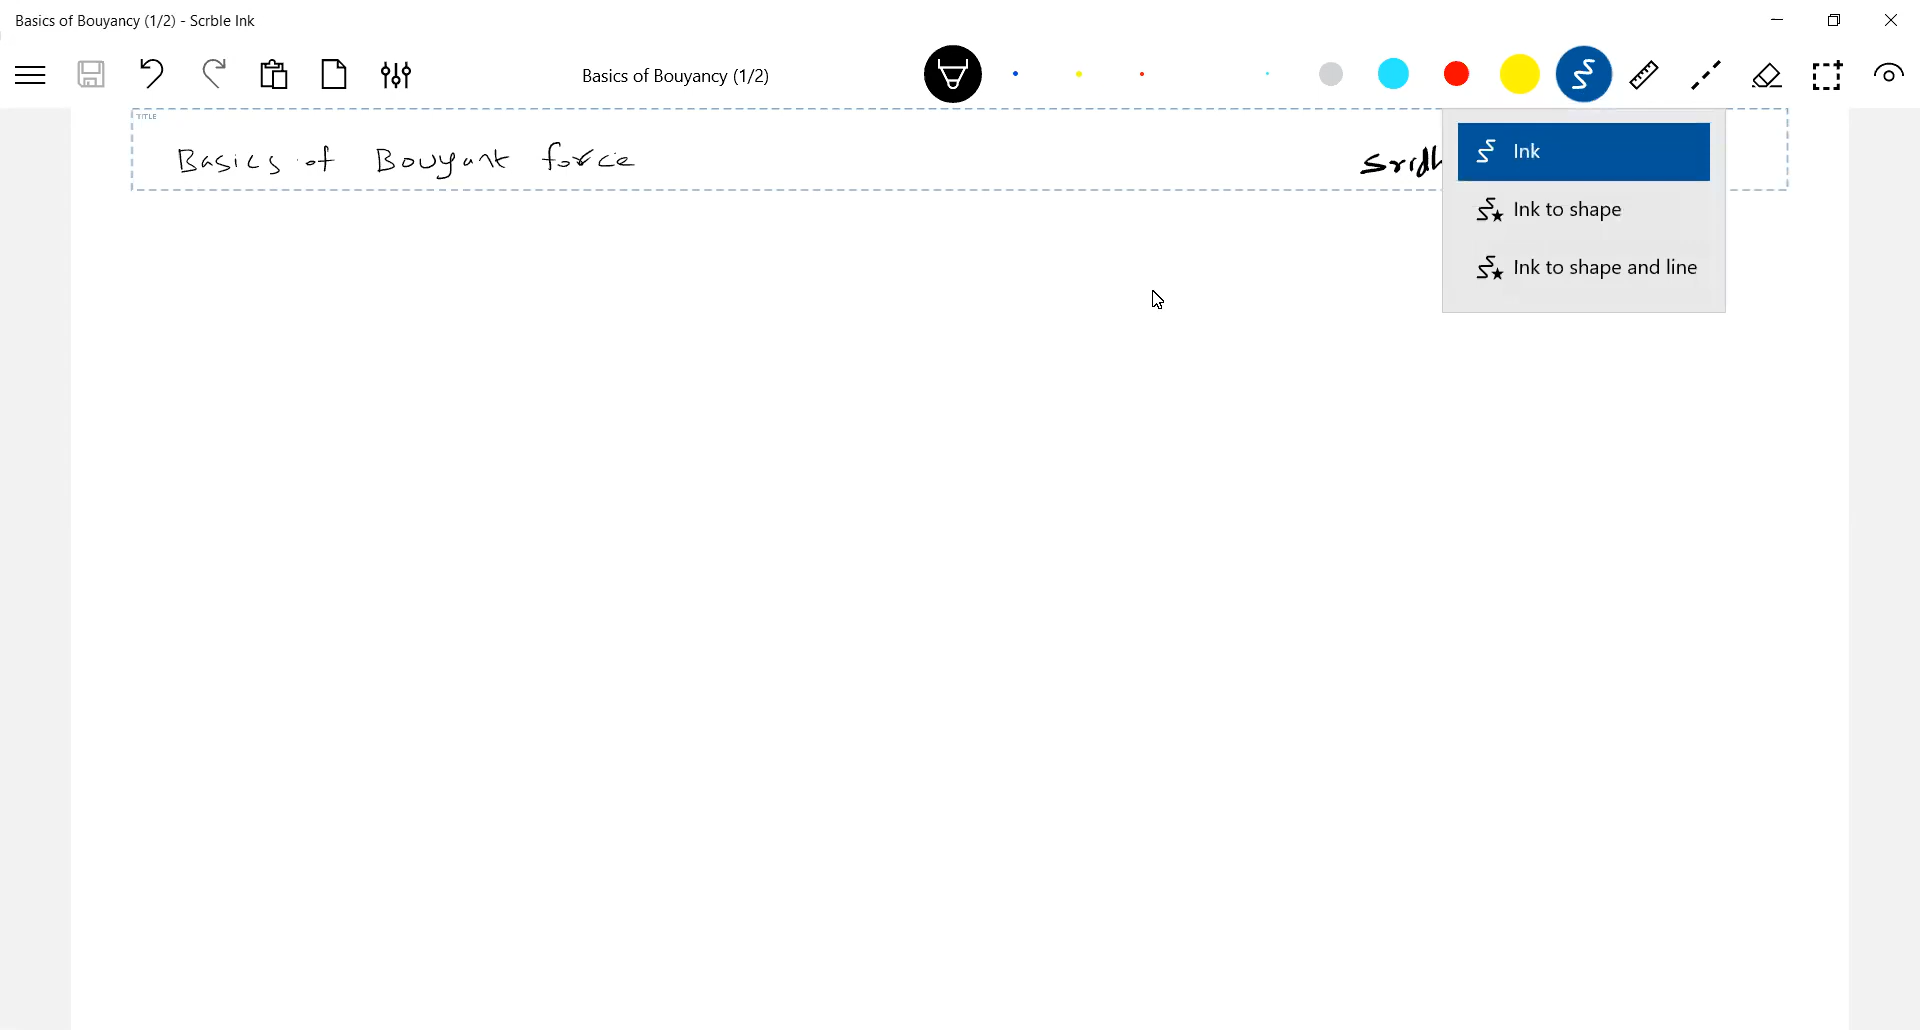 Basics of Bouyancy (1/2) - Scrble Ink
Basics of Bouyancy (1/2)
TITLE
Basics of Bouyant force
Ink
Ink to shape
Ink to shape and line